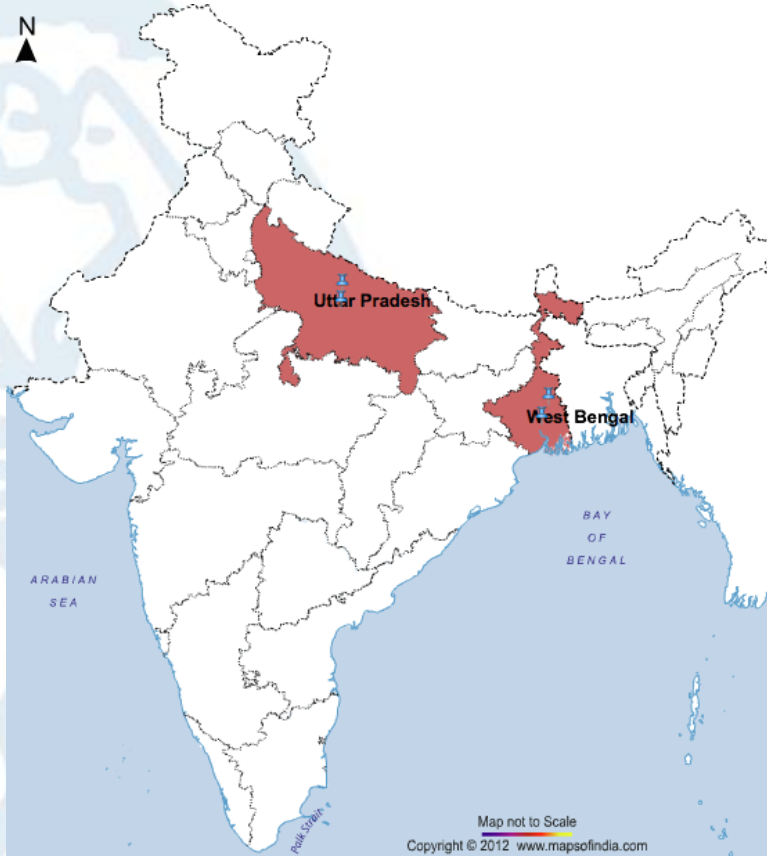 N
Uttar Pradesh
West Bengal
BAY
OF
BENGAL
ARABIAN
SEA
Palk Strait
Map not to Scale
Copyright © 2012 www.mapsofindia.com